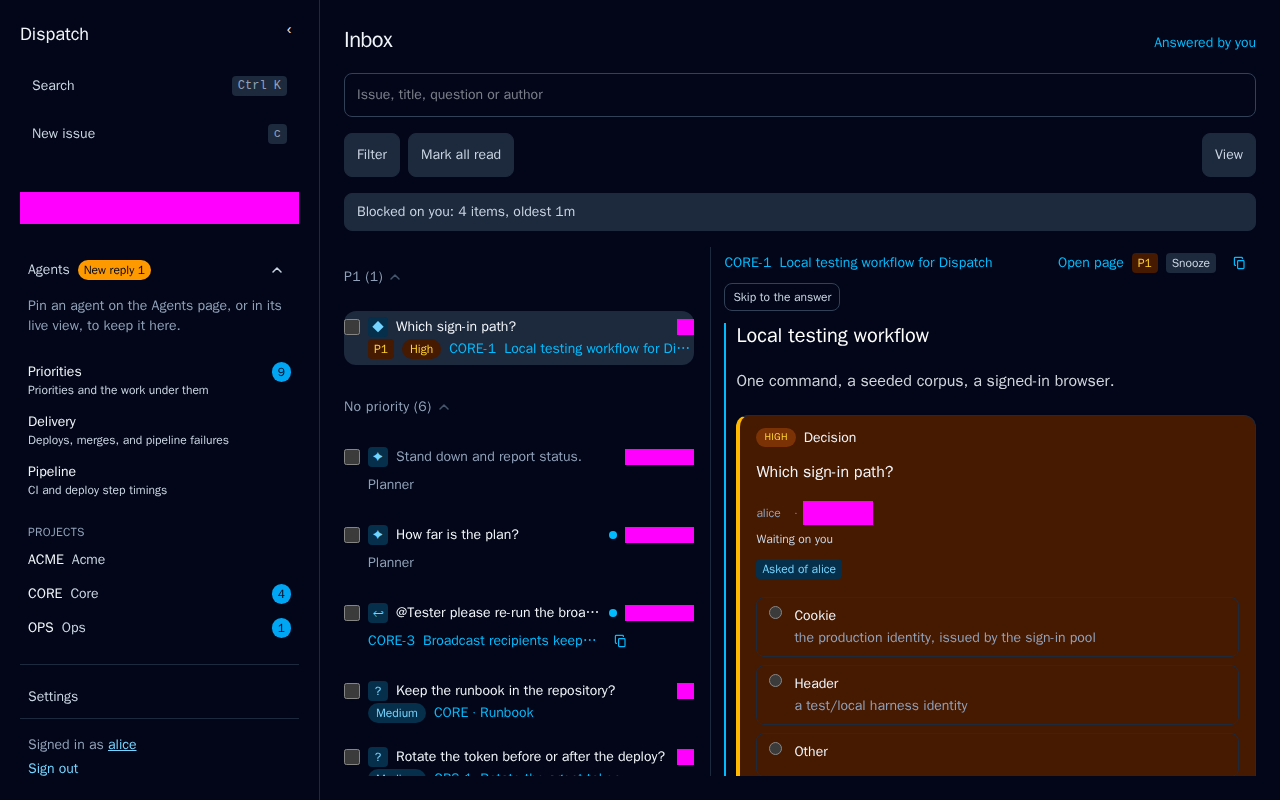 Dispatch
Search
Ctrl K
New issue
C
Agents
New reply 1
Pin an agent on the Agents page, or in its
live view, to keep it here.
Priorities
9
Priorities and the work under them
Delivery
Deploys, merges, and pipeline failures
Pipeline
CI and deploy step timings
PROJECTS
ACME Acme
CORE Core
4
OPS Ops
1
Settings
Signed in as alice
Sign out
Inbox
Answered by you
Issue, title, question or author
Filter
Mark all read
View
Blocked on you: 4 items, oldest 1m
P1 (1)
Which sign-in path?
P1 High CORE-1 Local testing workflow for Di…
No priority (6)
Stand down and report status.
Planner
How far is the plan?
Planner
@Tester please re-run the broa…
CORE-3 Broadcast recipients keep…
? Keep the runbook in the repository?
Medium CORE · Runbook
? Rotate the token before or after the deploy?
CORE-1 Local testing workflow for Dispatch
Open page
P1
Snooze
Skip to the answer
Local testing workflow
One command, a seeded corpus, a signed-in browser.
HIGH Decision
Which sign-in path?
alice ·
Waiting on you
Asked of alice
Cookie
the production identity, issued by the sign-in pool
Header
a test/local harness identity
Other